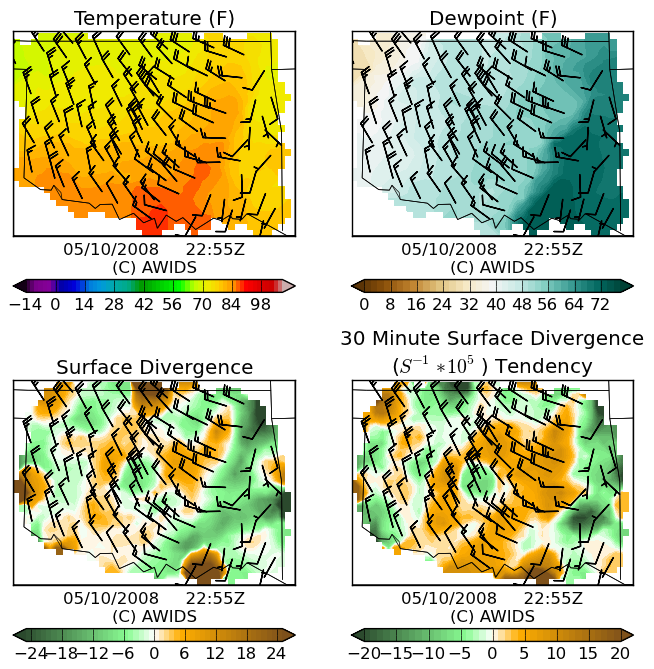 Temperature (F)
Dewpoint (F)
05/10/2008 22:55Z
(C) AWIDS
05/10/2008 22:55Z
(C) AWIDS
−14 0 14 28 42 56 70 84 98
0 8 16 24 32 40 48 56 64 72
Surface Divergence
30 Minute Surface Divergence
(S⁻¹ *10⁵ ) Tendency
05/10/2008 22:55Z
(C) AWIDS
05/10/2008 22:55Z
(C) AWIDS
−24 −18 −12 −6 0 6 12 18 24
−20 −15 −10 −5 0 5 10 15 20